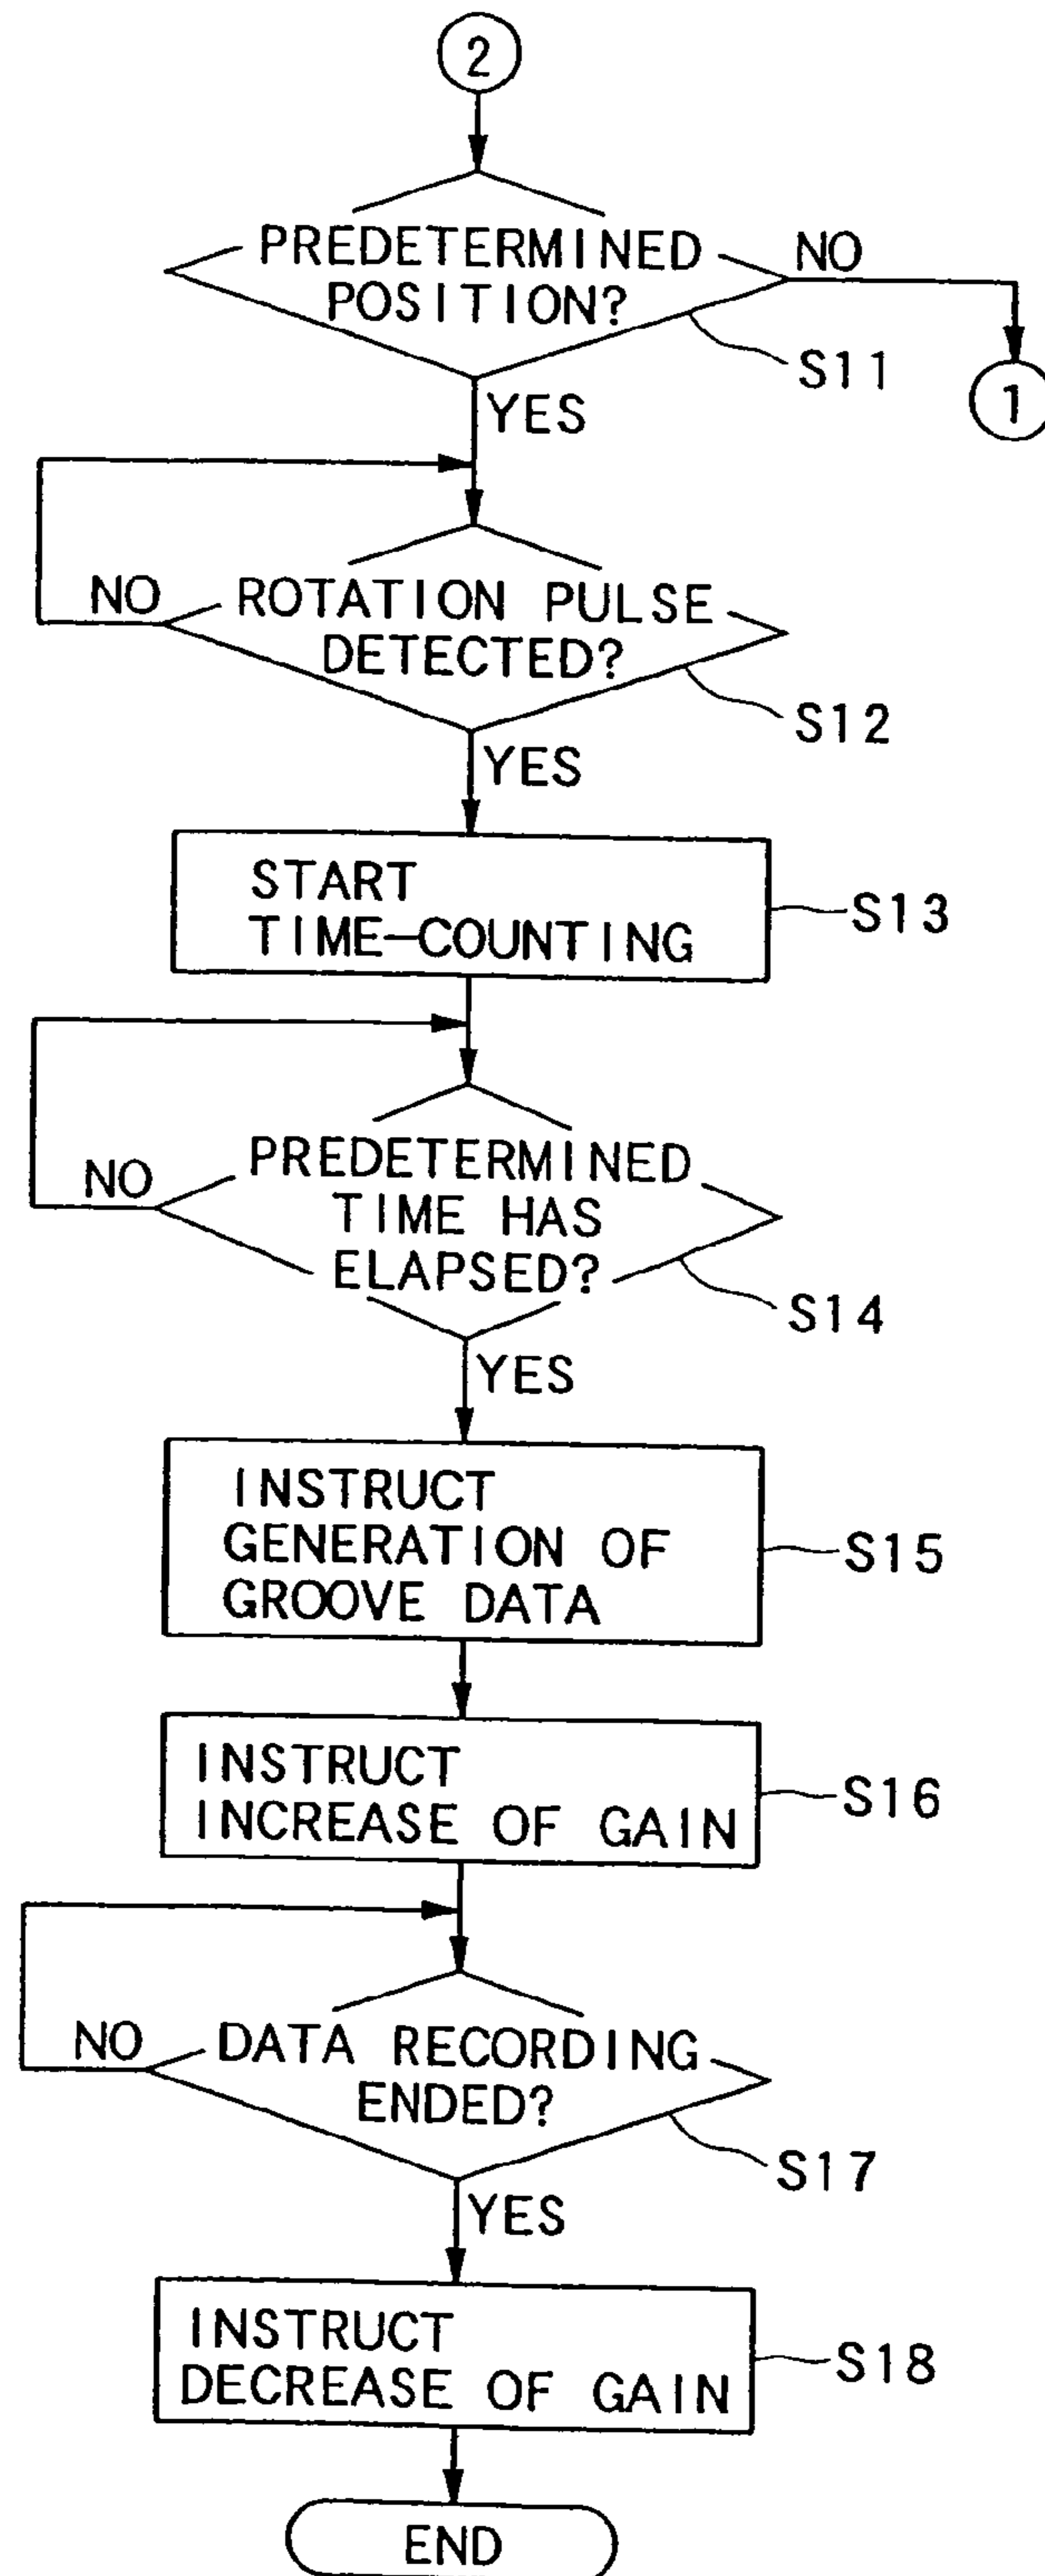 2
PREDETERMINED
POSITION?
NO
S11
1
YES
NO
ROTATION PULSE
DETECTED?
S12
YES
START
TIME-COUNTING
S13
NO
PREDETERMINED
TIME HAS
ELAPSED?
S14
YES
INSTRUCT
GENERATION OF
GROOVE DATA
S15
INSTRUCT
INCREASE OF GAIN
S16
NO
DATA RECORDING
ENDED?
S17
YES
INSTRUCT
DECREASE OF GAIN
S18
END